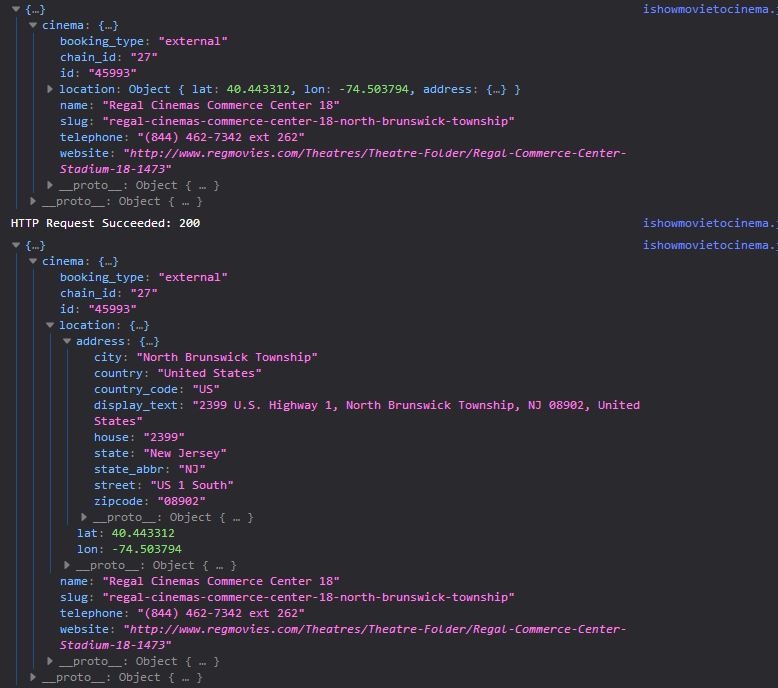 {…} ishowmovietocinema.j
cinema: {…}
booking_type: "external"
chain_id: "27"
id: "45993"
location: Object { lat: 40.443312, lon: -74.503794, address: {…} }
name: "Regal Cinemas Commerce Center 18"
slug: "regal-cinemas-commerce-center-18-north-brunswick-township"
telephone: "(844) 462-7342 ext 262"
website: "http://www.regmovies.com/Theatres/Theatre-Folder/Regal-Commerce-Center-
Stadium-18-1473"
__proto__: Object { … }
__proto__: Object { … }
HTTP Request Succeeded: 200 ishowmovietocinema.j
{…} ishowmovietocinema.j
cinema: {…}
booking_type: "external"
chain_id: "27"
id: "45993"
location: {…}
address: {…}
city: "North Brunswick Township"
country: "United States"
country_code: "US"
display_text: "2399 U.S. Highway 1, North Brunswick Township, NJ 08902, United
States"
house: "2399"
state: "New Jersey"
state_abbr: "NJ"
street: "US 1 South"
zipcode: "08902"
__proto__: Object { … }
lat: 40.443312
lon: -74.503794
__proto__: Object { … }
name: "Regal Cinemas Commerce Center 18"
slug: "regal-cinemas-commerce-center-18-north-brunswick-township"
telephone: "(844) 462-7342 ext 262"
website: "http://www.regmovies.com/Theatres/Theatre-Folder/Regal-Commerce-Center-
Stadium-18-1473"
__proto__: Object { … }
__proto__: Object { … }